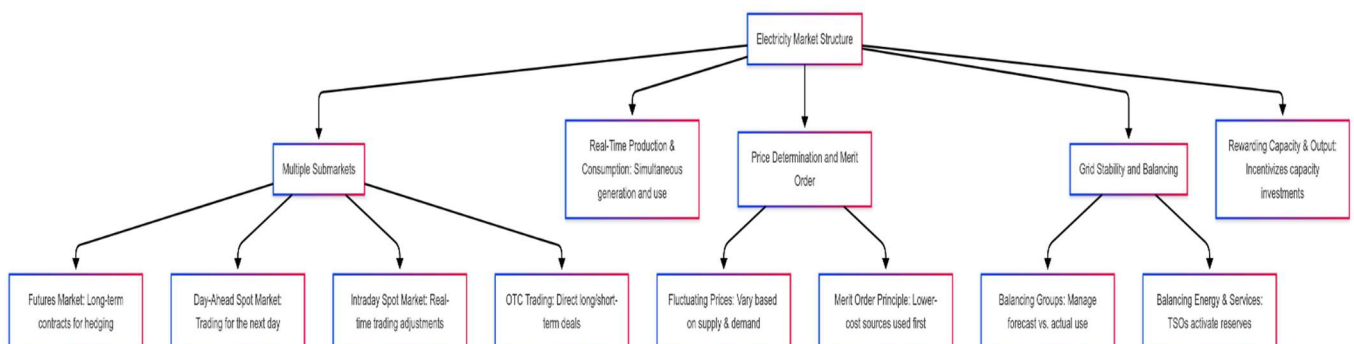 Electricity Market Structure
Multiple Submarkets
Real-Time Production &
Consumption: Simultaneous
generation and use
Price Determination and Merit
Order
Grid Stability and Balancing
Rewarding Capacity & Output:
Incentivizes capacity
investments
Futures Market: Long-term
contracts for hedging
Day-Ahead Spot Market:
Trading for the next day
Intraday Spot Market: Real-
time trading adjustments
OTC Trading: Direct long/short-
term deals
Fluctuating Prices: Vary based
on supply & demand
Merit Order Principle: Lower-
cost sources used first
Balancing Groups: Manage
forecast vs. actual use
Balancing Energy & Services:
TSOs activate reserves